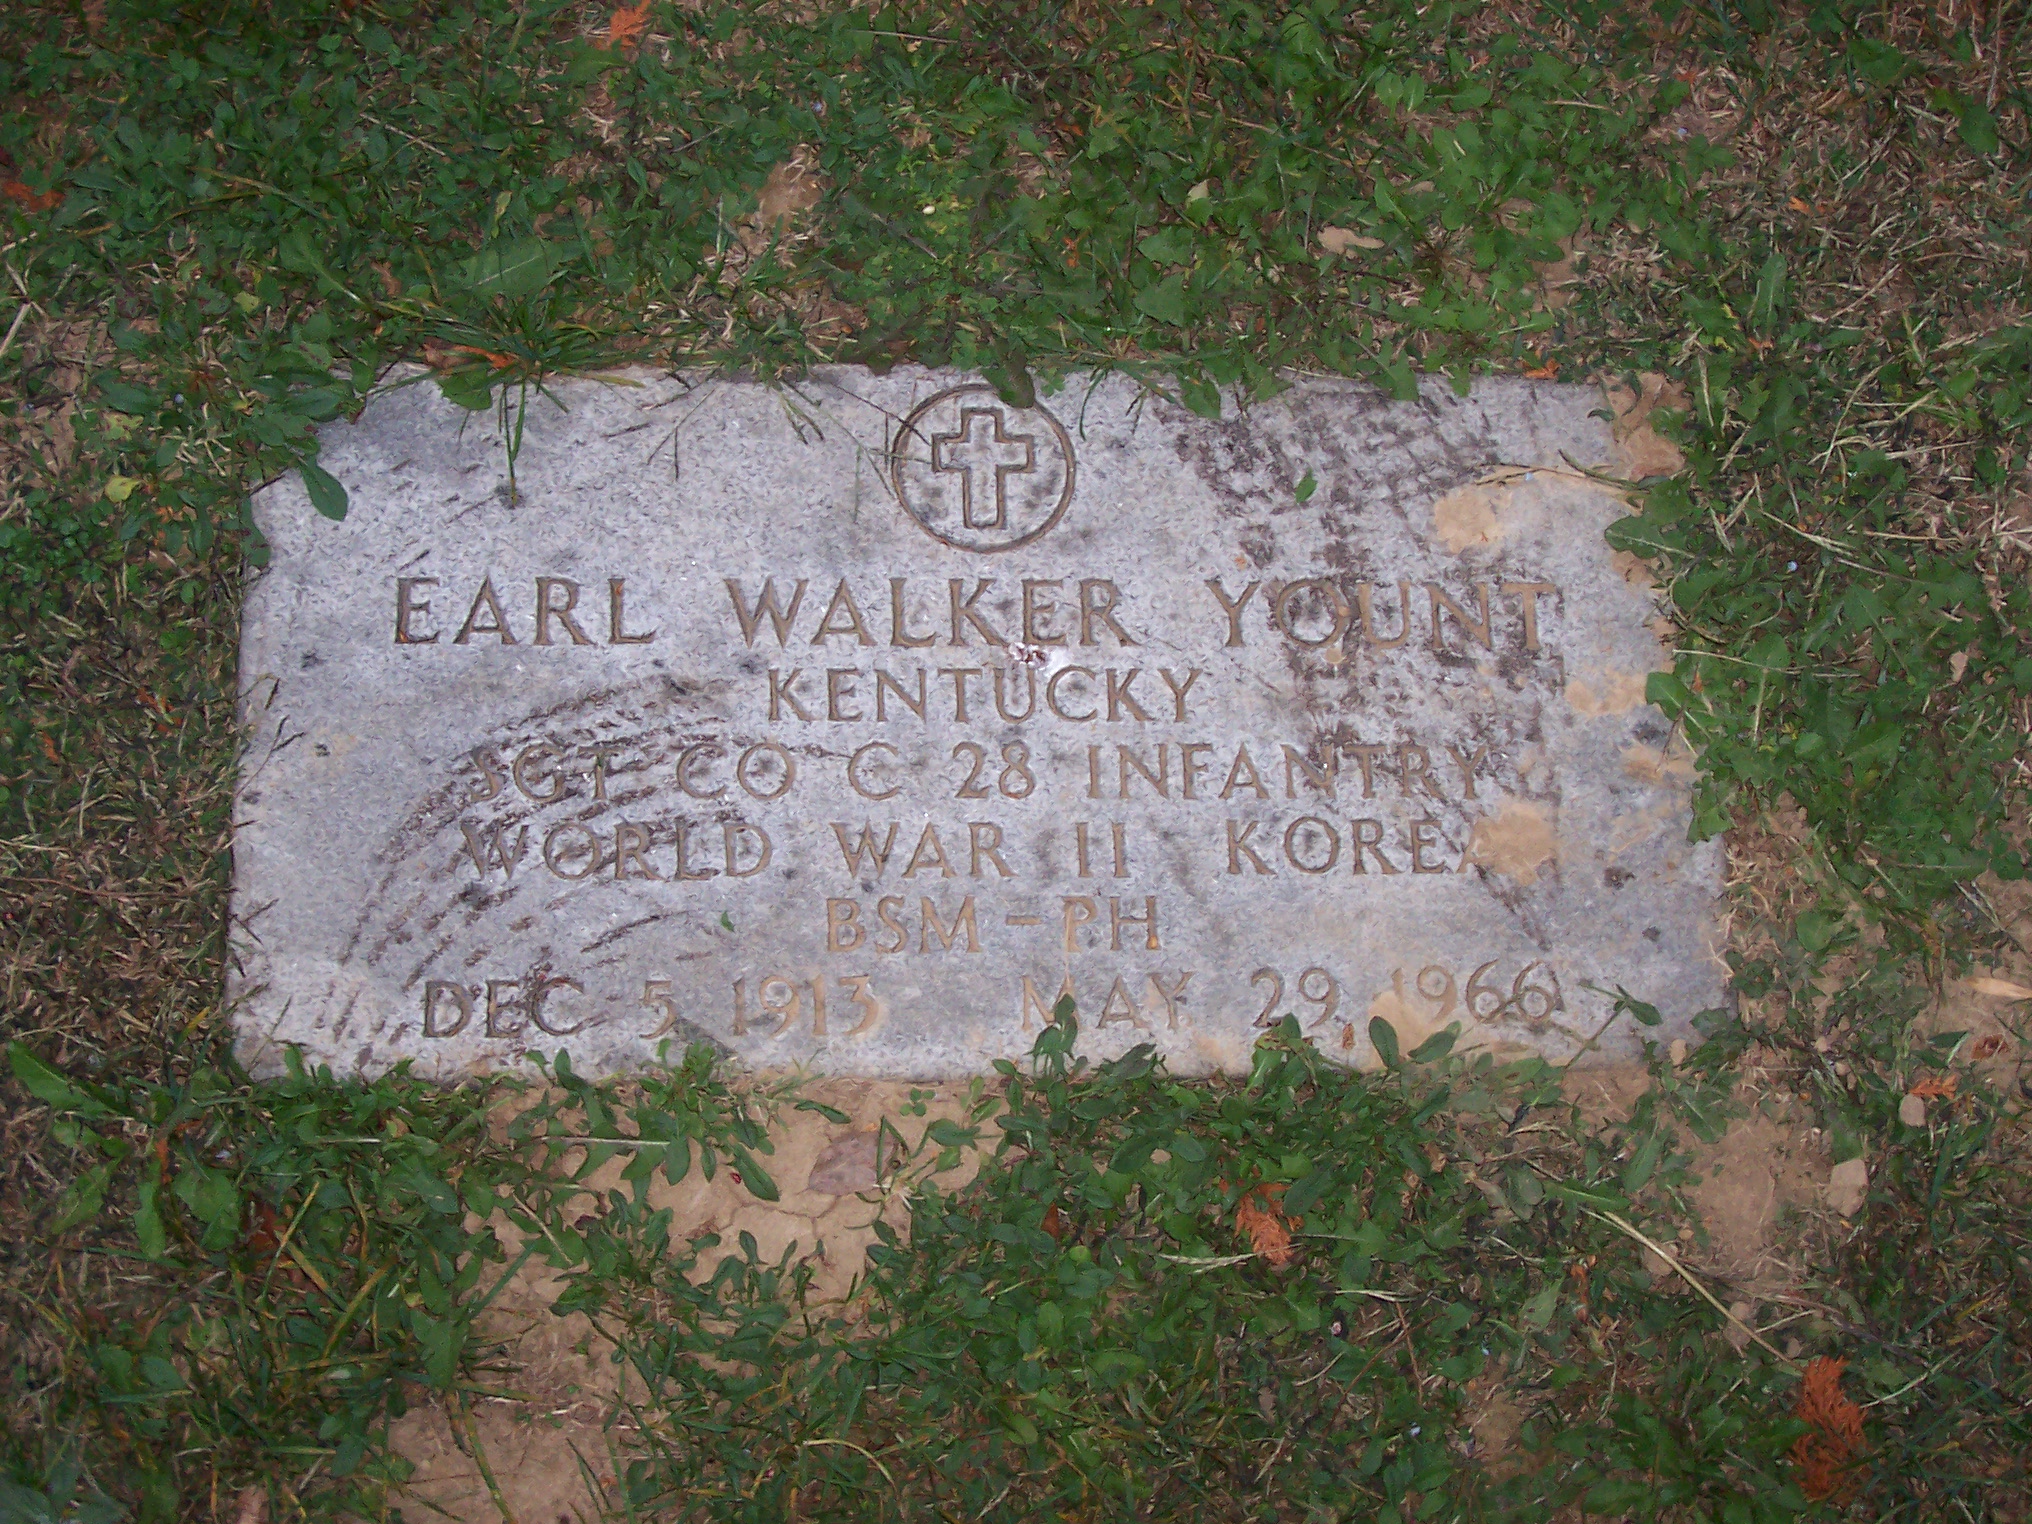 EARL WALKER YOUNT
KENTUCKY
SGT CO C 28 INFANTRY
WORLD WAR II KOREA
BSM-PH
DEC 5 1913 MAY 29 1966